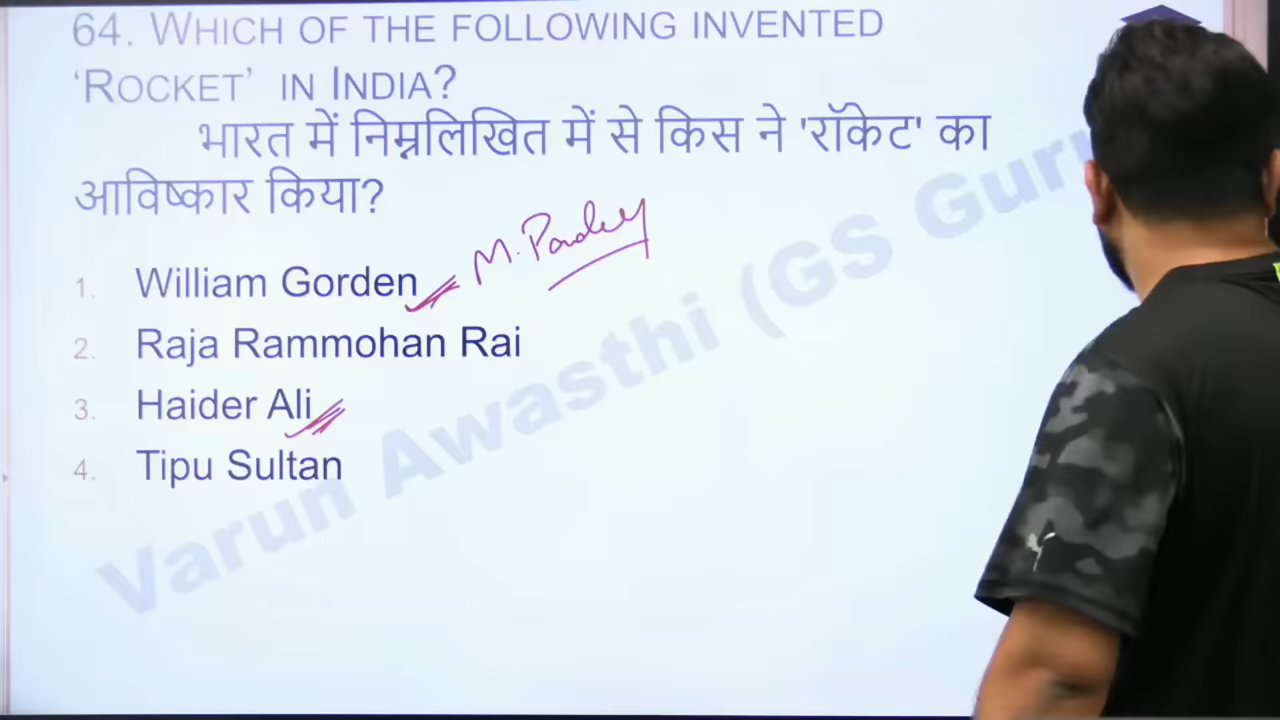 64. WHICH OF THE FOLLOWING INVENTED
‘ROCKET’ IN INDIA?
भारत में निम्नलिखित में से किस ने 'रॉकेट' का
आविष्कार किया?
M. Pandey
1. William Gorden
2. Raja Rammohan Rai
3. Haider Ali
4. Tipu Sultan
Varun Awasthi (GS Guru